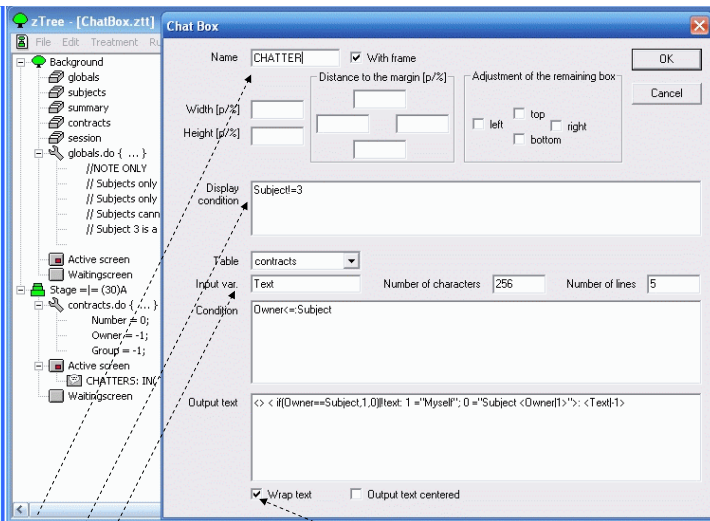 zTree - [ChatBox.ztt]
File Edit Treatment
Background
globals
subjects
summary
contracts
session
globals.do { ... }
//NOTE ONLY
// Subjects only
// Subjects only
// Subjects cann
// Subject 3 is a
Active screen
Waitingscreen
Stage =|= (30)A
contracts.do { ... }
Number = 0;
Owner = -1;
Group = -1;
Active screen
CHATTERS: IN(
Waitingscreen
Chat Box
Name CHATTER With frame OK
Distance to the margin [p/%] Adjustment of the remaining box Cancel
Width [p/%]
Height [p/%]
top
left right
bottom
Display
condition
Subject!=3
Table contracts
Input var. Text Number of characters 256 Number of lines 5
Condition Owner<=:Subject
Output text <> < if(Owner==Subject,1,0)|!text: 1 ="Myself"; 0 ="Subject <Owner|1>">: <Text|-1>
Wrap text Output text centered